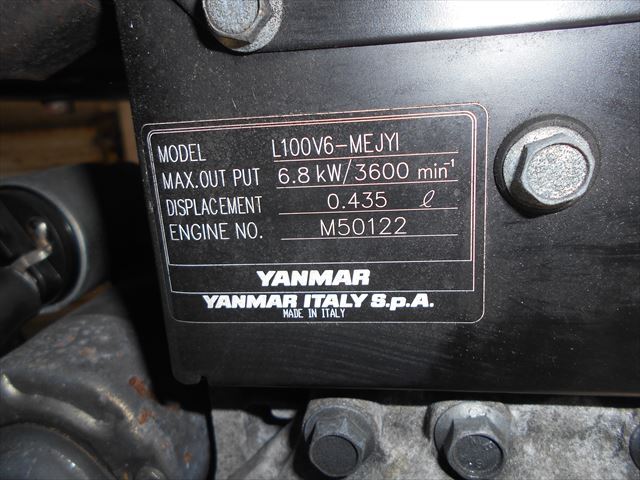 MODEL L100V6-MEJYI
MAX.OUT PUT 6.8 kW/3600 min⁻¹
DISPLACEMENT 0.435 ℓ
ENGINE NO. M50122
YANMAR
YANMAR ITALY S.p.A.
MADE IN ITALY